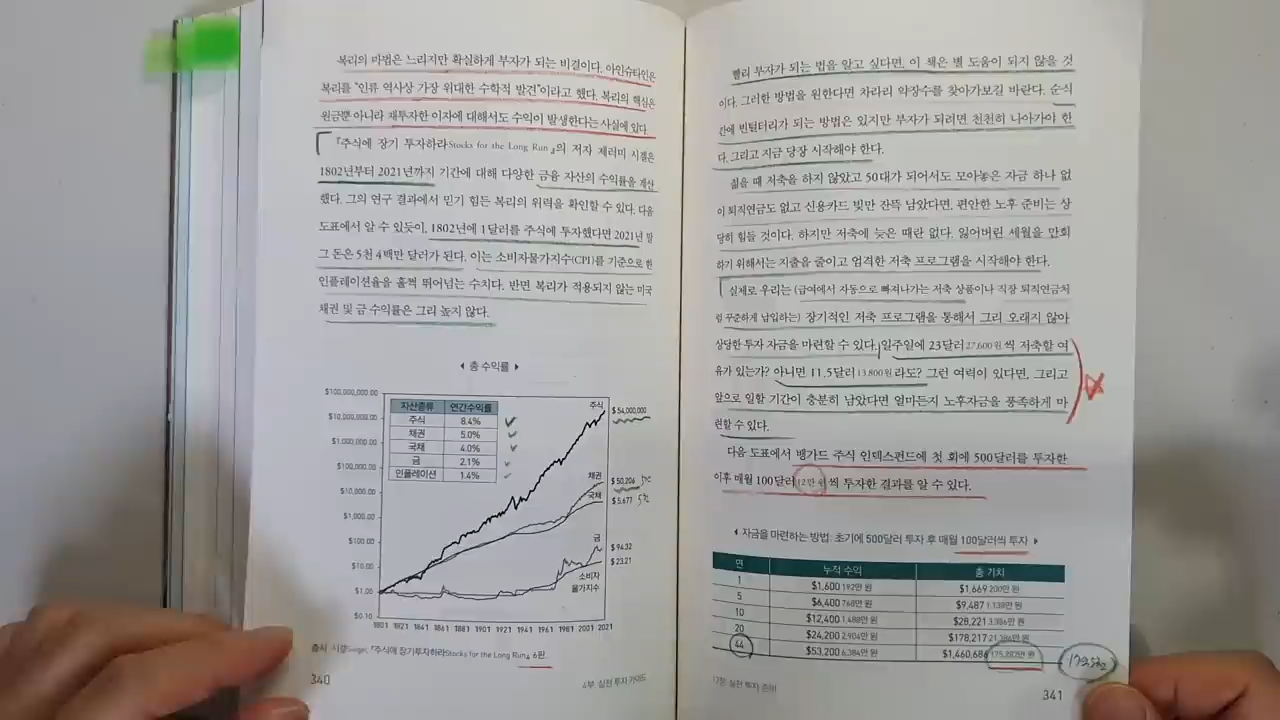 복리의 마법은 느리지만 확실하게 부자가 되는 비결이다. 아인슈타인은
복리를 "인류 역사상 가장 위대한 수학적 발견"이라고 했다. 복리의 핵심은
원금뿐 아니라 재투자한 이자에 대해서도 수익이 발생한다는 사실에 있다.
『주식에 장기 투자하라Stocks for the Long Run』의 저자 제러미 시겔은
1802년부터 2021년까지 기간에 대해 다양한 금융 자산의 수익률을 계산
했다. 그의 연구 결과에서 믿기 힘든 복리의 위력을 확인할 수 있다. 다음
도표에서 알 수 있듯이, 1802년에 1달러를 주식에 투자했다면 2021년 말
그 돈은 5천 4백만 달러가 된다. 이는 소비자물가지수(CPI)를 기준으로 한
인플레이션율을 훌쩍 뛰어넘는 수치다. 반면 복리가 적용되지 않는 미국
채권 및 금 수익률은 그리 높지 않다.
◀ 총 수익률 ▶
$100,000,000.00
$10,000,000.00
$1,000,000.00
$100,000.00
$10,000.00
$1,000.00
$100.00
$10.00
$1.00
$0.10
자산종류 연간수익률
주식 8.4%
채권 5.0%
국채 4.0%
금 2.1%
인플레이션 1.4%
주식 $54,000,000
채권 $50,206
국채 $5,677
금 $94.32
$23.21
소비자
물가지수
1801 1821 1841 1861 1881 1901 1921 1941 1961 1981 2001 2021
출처: 시겔Siegel, 『주식에 장기투자하라Stocks for the Long Run』 6판
340
4부. 실전 투자 가이드
빨리 부자가 되는 법을 알고 싶다면, 이 책은 별 도움이 되지 않을 것
이다. 그러한 방법을 원한다면 차라리 약장수를 찾아가보길 바란다. 순식
간에 빈털터리가 되는 방법은 있지만 부자가 되려면 천천히 나아가야 한
다. 그리고 지금 당장 시작해야 한다.
젊을 때 저축을 하지 않았고 50대가 되어서도 모아놓은 자금 하나 없
이 퇴직연금도 없고 신용카드 빚만 잔뜩 남았다면, 편안한 노후 준비는 상
당히 힘들 것이다. 하지만 저축에 늦은 때란 없다. 잃어버린 세월을 만회
하기 위해서는 지출을 줄이고 엄격한 저축 프로그램을 시작해야 한다.
실제로 우리는 (급여에서 자동으로 빠져나가는 저축 상품이나 직장 퇴직연금처
럼 꾸준하게 납입하는) 장기적인 저축 프로그램을 통해서 그리 오래지 않아
상당한 투자 자금을 마련할 수 있다. 일주일에 23달러27,600원씩 저축할 여
유가 있는가? 아니면 11.5달러13,800원라도? 그런 여력이 있다면, 그리고
앞으로 일할 기간이 충분히 남았다면 얼마든지 노후자금을 풍족하게 마
련할 수 있다.
다음 도표에서 뱅가드 주식 인덱스펀드에 첫 회에 500달러를 투자한
이후 매월 100달러12만 원씩 투자한 결과를 알 수 있다.
◀ 자금을 마련하는 방법: 초기에 500달러 투자 후 매월 100달러씩 투자 ▶
연 누적 수익 총 가치
1 $1,600 192만 원 $1,669 200만 원
5 $6,400 768만 원 $9,487 1,138만 원
10 $12,400 1,488만 원 $28,221 3,386만 원
20 $24,200 2,904만 원 $178,217 21,386만 원
44 $53,200 6,384만 원 $1,460,686
17장. 실전 투자 준비
341